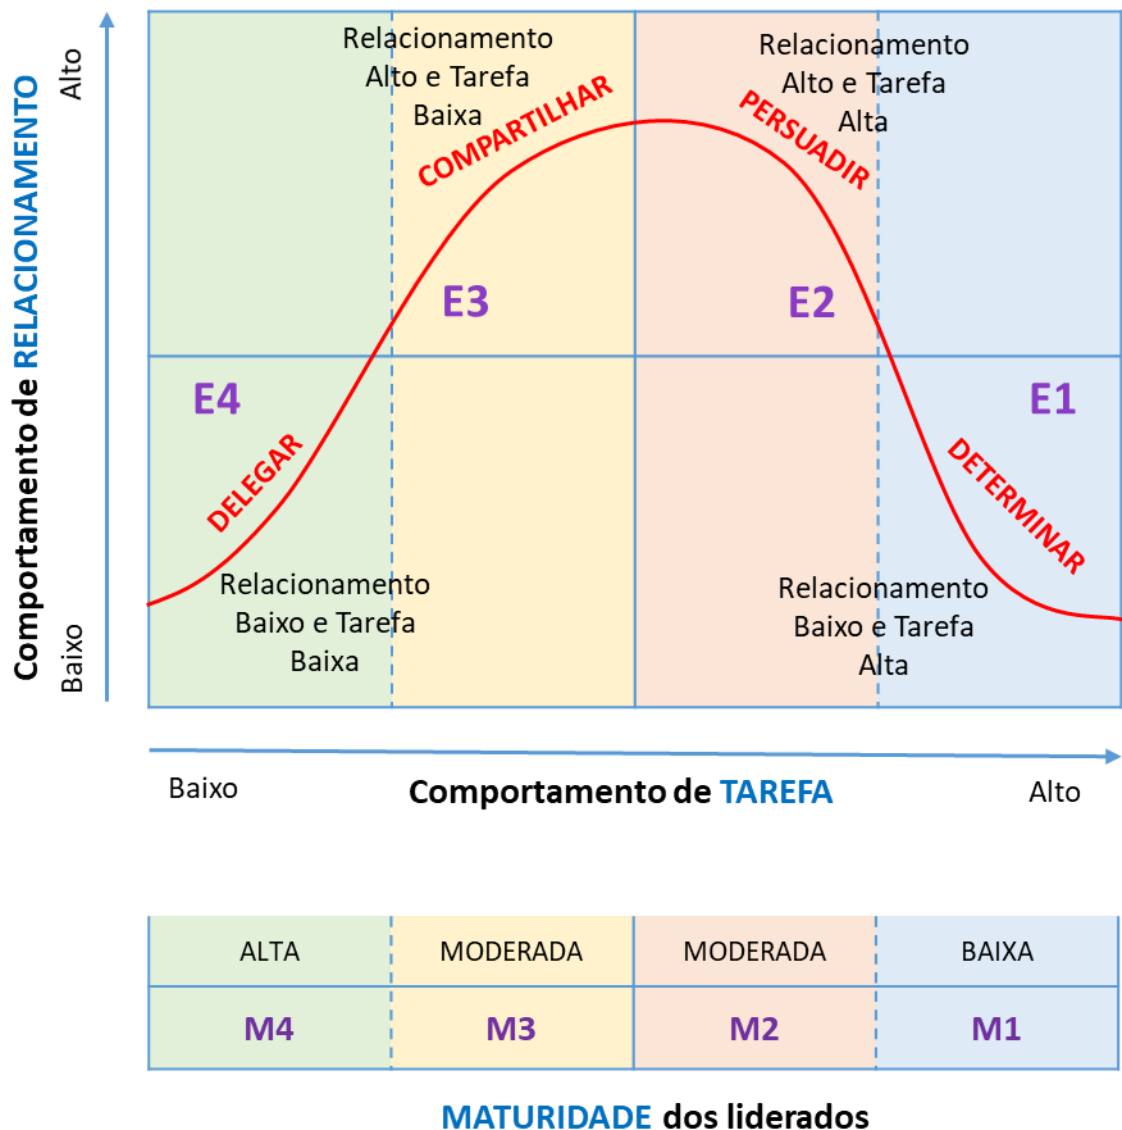 Comportamento de RELACIONAMENTO
Alto
Baixo
Relacionamento
Alto e Tarefa
Baixa
COMPARTILHAR
Relacionamento
Alto e Tarefa
Alta
PERSUADIR
E3
E2
E4
E1
DELEGAR
DETERMINAR
Relacionamento
Baixo e Tarefa
Baixa
Relacionamento
Baixo e Tarefa
Alta
Baixo
Comportamento de TAREFA
Alto
ALTA
MODERADA
MODERADA
BAIXA
M4
M3
M2
M1
MATURIDADE dos liderados